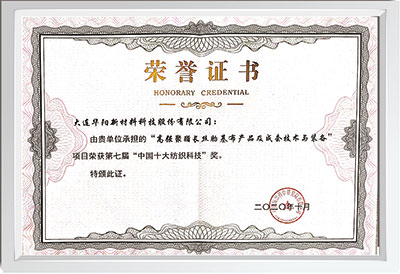 荣誉证书
HONORARY CREDENTIAL
大连华阳新材料科技股份有限公司：
由贵单位承担的“高强聚酯长丝胎基布产品及成套技术与装备”
项目荣获第七届“中国十大纺织科技”奖。
特颁此证。
二〇二〇年十月